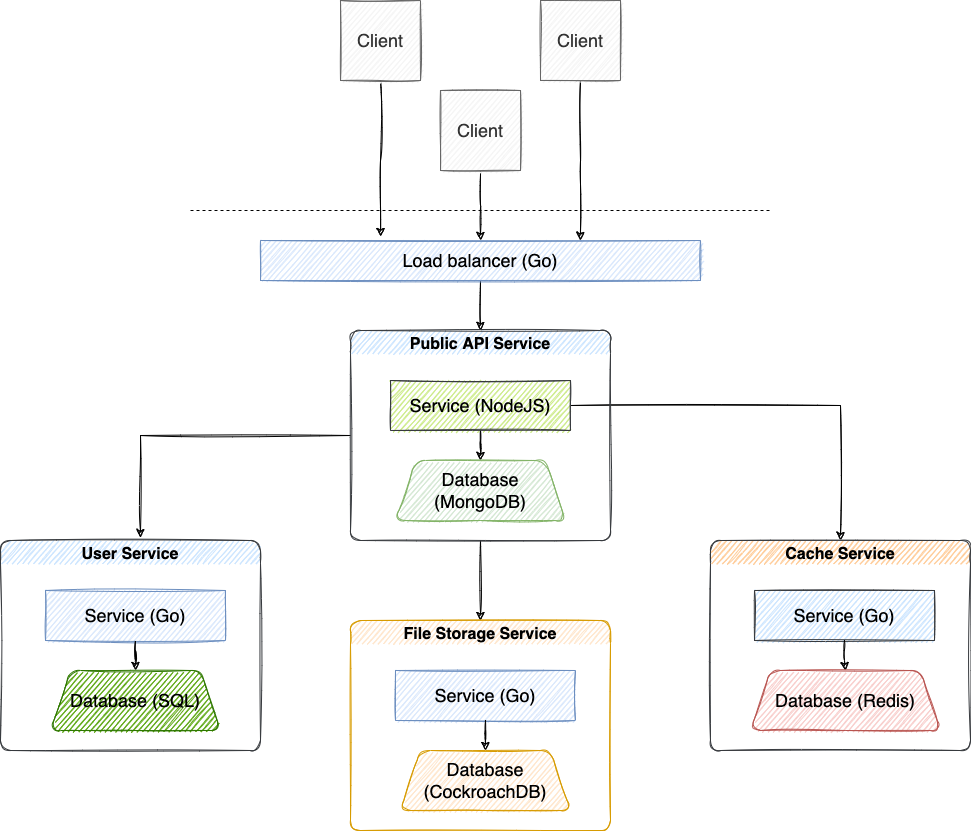 Client
Client
Client
Load balancer (Go)
Public API Service
Service (NodeJS)
Database
(MongoDB)
User Service
Service (Go)
Database (SQL)
File Storage Service
Service (Go)
Database
(CockroachDB)
Cache Service
Service (Go)
Database (Redis)